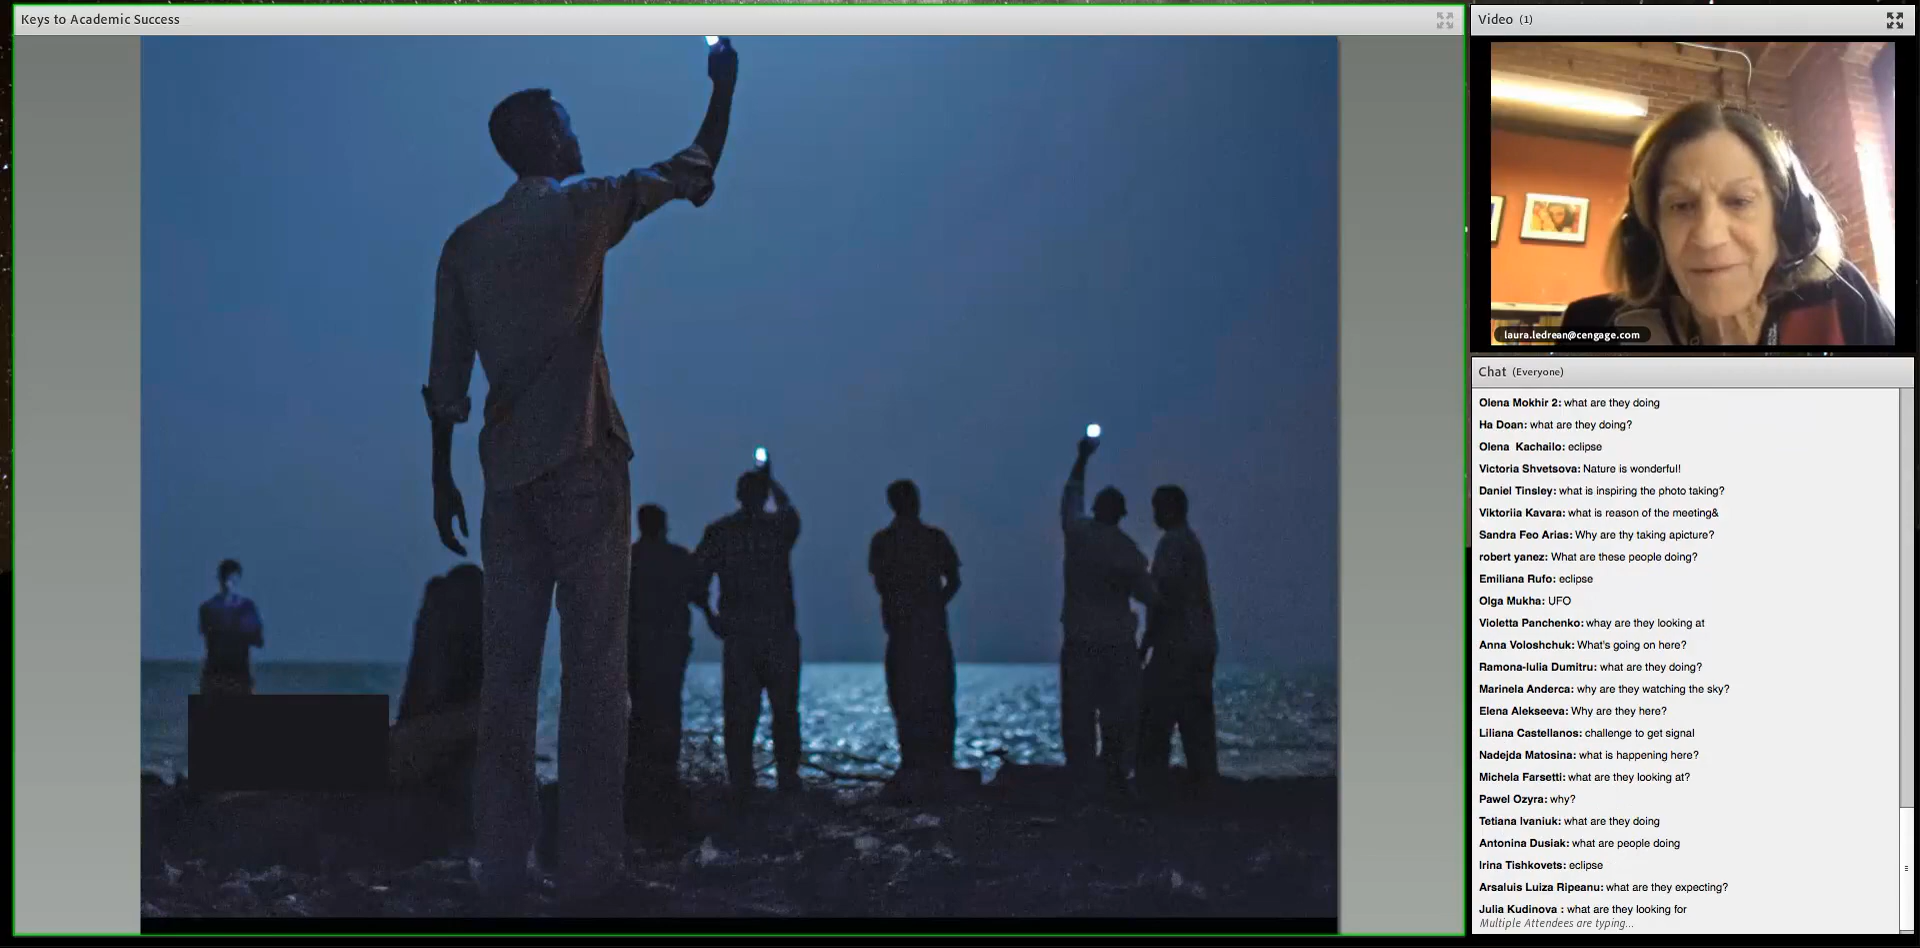 Keys to Academic Success
Video (1)
laura.ledrean@cengage.com
Chat (Everyone)
Olena Mokhir 2: what are they doing
Ha Doan: what are they doing?
Olena Kachailo: eclipse
Victoria Shvetsova: Nature is wonderful!
Daniel Tinsley: what is inspiring the photo taking?
Viktoriia Kavara: what is reason of the meeting&
Sandra Feo Arias: Why are thy taking apicture?
robert yanez: What are these people doing?
Emiliana Rufo: eclipse
Olga Mukha: UFO
Violetta Panchenko: whay are they looking at
Anna Voloshchuk: What's going on here?
Ramona-Iulia Dumitru: what are they doing?
Marinela Anderca: why are they watching the sky?
Elena Alekseeva: Why are they here?
Liliana Castellanos: challenge to get signal
Nadejda Matosina: what is happening here?
Michela Farsetti: what are they looking at?
Pawel Ozyra: why?
Tetiana Ivaniuk: what are they doing
Antonina Dusiak: what are people doing
Irina Tishkovets: eclipse
Arsaluis Luiza Ripeanu: what are they expecting?
Julia Kudinova : what are they looking for
Multiple Attendees are typing...